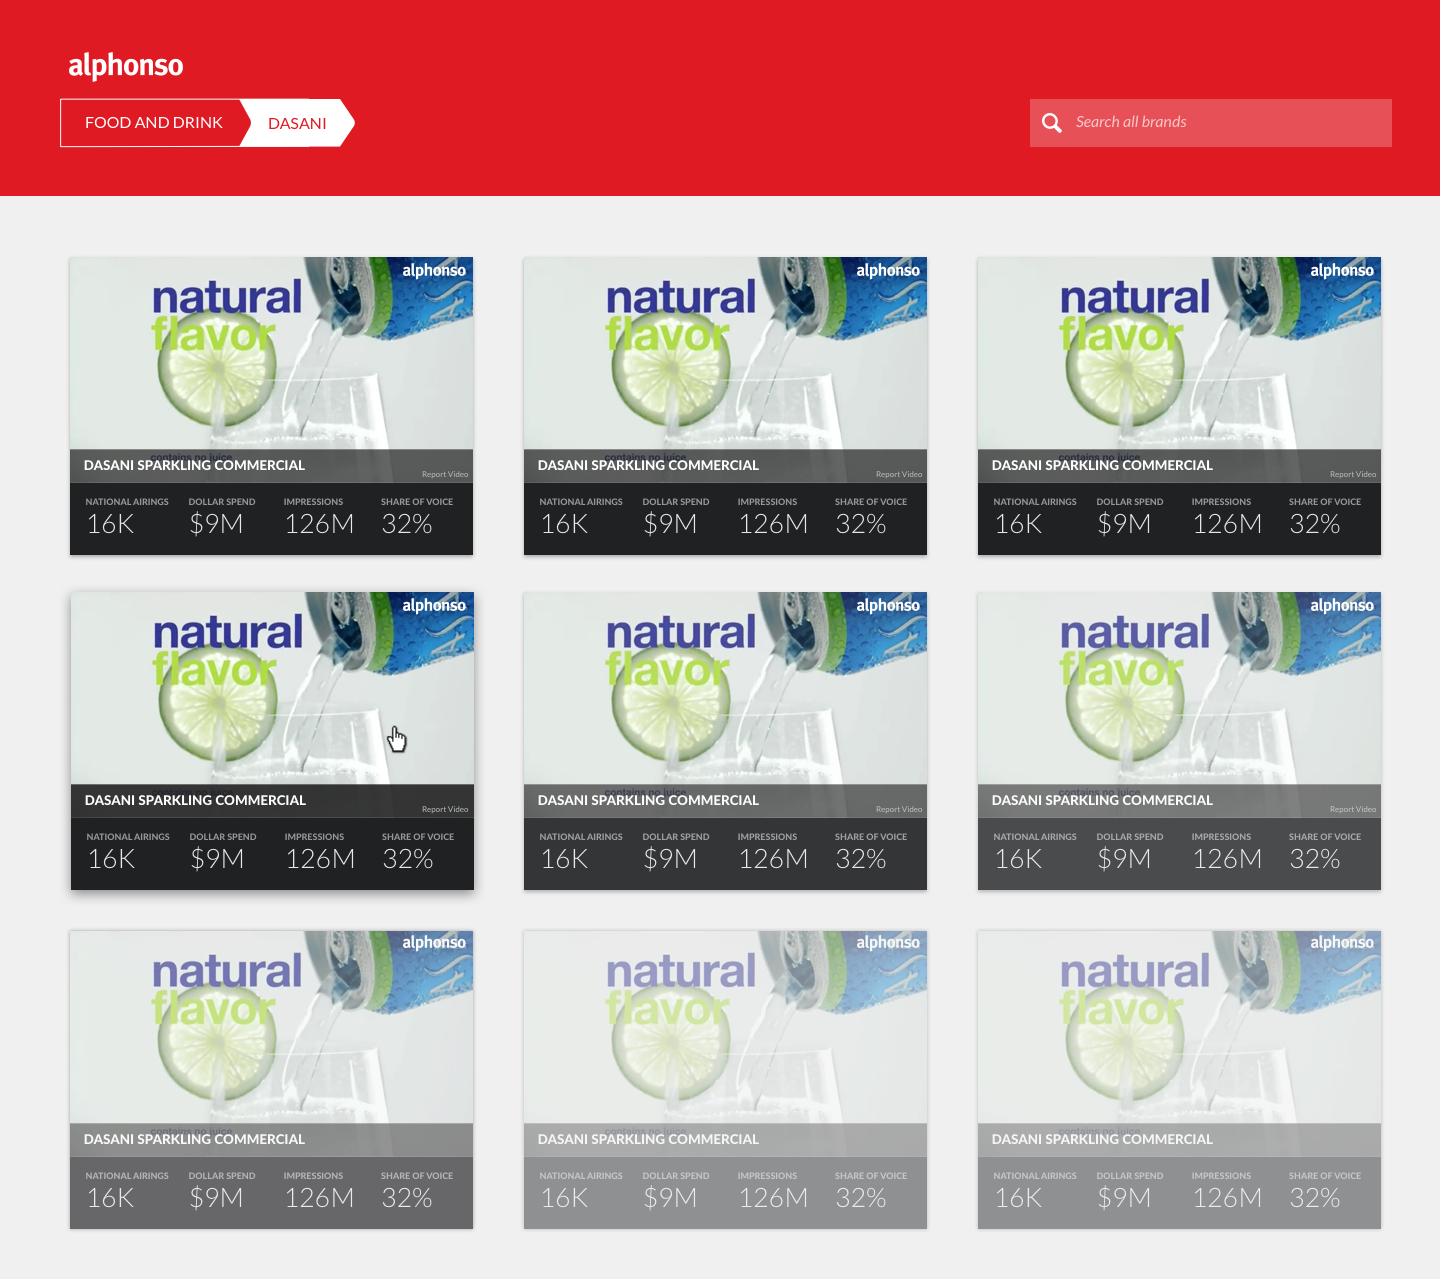 alphonso
FOOD AND DRINK DASANI Search all brands
alphonso alphonso alphonso
natural natural natural
flavor flavor flavor
contains no juice contains no juice contains no juice
DASANI SPARKLING COMMERCIAL DASANI SPARKLING COMMERCIAL DASANI SPARKLING COMMERCIAL
Report Video Report Video Report Video
NATIONAL AIRINGS DOLLAR SPEND IMPRESSIONS SHARE OF VOICE NATIONAL AIRINGS DOLLAR SPEND IMPRESSIONS SHARE OF VOICE NATIONAL AIRINGS DOLLAR SPEND IMPRESSIONS SHARE OF VOICE
16K $9M 126M 32% 16K $9M 126M 32% 16K $9M 126M 32%
alphonso alphonso alphonso
natural natural natural
flavor flavor flavor
contains no juice contains no juice contains no juice
DASANI SPARKLING COMMERCIAL DASANI SPARKLING COMMERCIAL DASANI SPARKLING COMMERCIAL
Report Video Report Video Report Video
NATIONAL AIRINGS DOLLAR SPEND IMPRESSIONS SHARE OF VOICE NATIONAL AIRINGS DOLLAR SPEND IMPRESSIONS SHARE OF VOICE NATIONAL AIRINGS DOLLAR SPEND IMPRESSIONS SHARE OF VOICE
16K $9M 126M 32% 16K $9M 126M 32% 16K $9M 126M 32%
alphonso alphonso alphonso
natural natural natural
flavor flavor flavor
contains no juice contains no juice contains no juice
DASANI SPARKLING COMMERCIAL DASANI SPARKLING COMMERCIAL DASANI SPARKLING COMMERCIAL
NATIONAL AIRINGS DOLLAR SPEND IMPRESSIONS SHARE OF VOICE NATIONAL AIRINGS DOLLAR SPEND IMPRESSIONS SHARE OF VOICE NATIONAL AIRINGS DOLLAR SPEND IMPRESSIONS SHARE OF VOICE
16K $9M 126M 32% 16K $9M 126M 32% 16K $9M 126M 32%